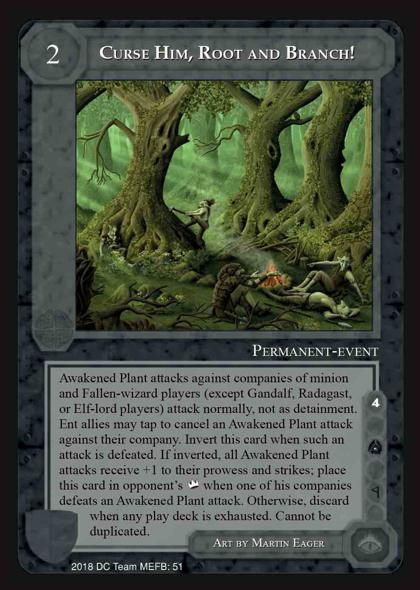 2
CURSE HIM, ROOT AND BRANCH!
PERMANENT-EVENT
Awakened Plant attacks against companies of minion
and Fallen-wizard players (except Gandalf, Radagast,
or Elf-lord players) attack normally, not as detainment.
Ent allies may tap to cancel an Awakened Plant attack
against their company. Invert this card when such an
attack is defeated. If inverted, all Awakened Plant
attacks receive +1 to their prowess and strikes; place
this card in opponent's when one of his companies
defeats an Awakened Plant attack. Otherwise, discard
when any play deck is exhausted. Cannot be
duplicated.
4
ART BY MARTIN EAGER
2018 DC Team MEFB: 51